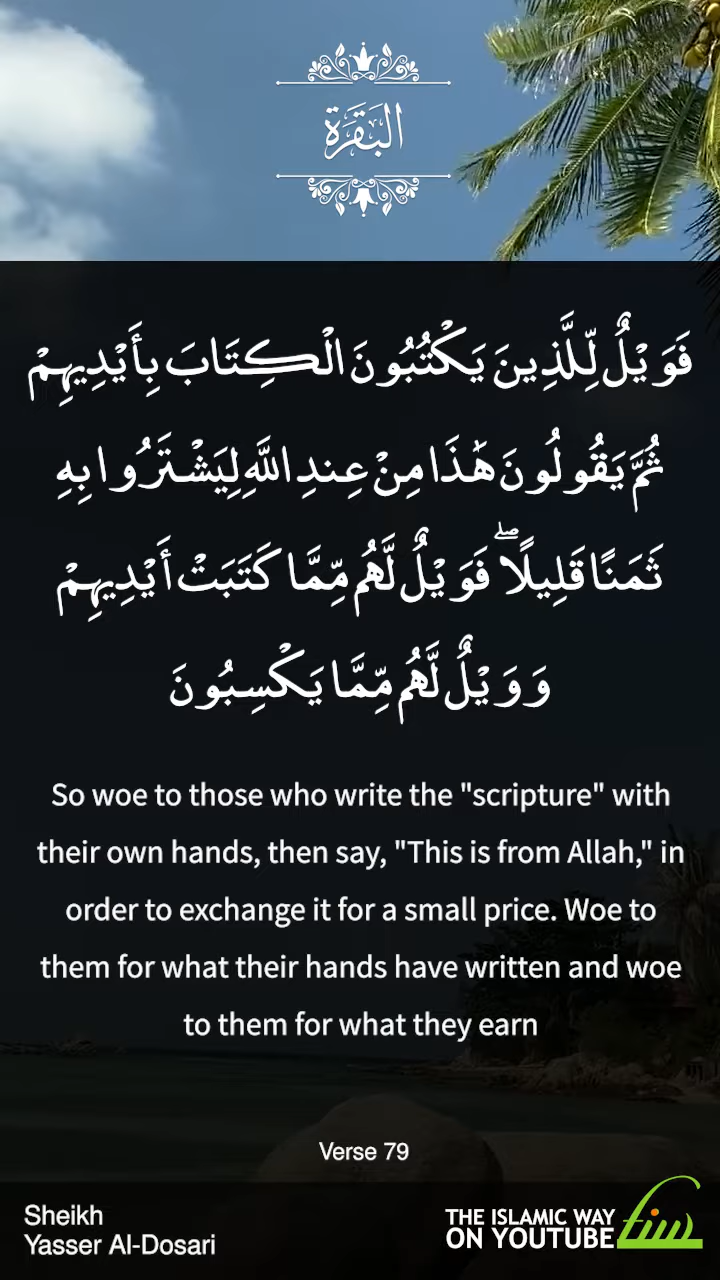 البَقَرَة
فَوَيْلٌ لِّلَّذِينَ يَكْتُبُونَ الْكِتَابَ بِأَيْدِيهِمْ
ثُمَّ يَقُولُونَ هَٰذَا مِنْ عِندِ اللَّهِ لِيَشْتَرُوا بِهِ
ثَمَنًا قَلِيلًا ۖ فَوَيْلٌ لَّهُم مِّمَّا كَتَبَتْ أَيْدِيهِمْ
وَوَيْلٌ لَّهُم مِّمَّا يَكْسِبُونَ
So woe to those who write the "scripture" with
their own hands, then say, "This is from Allah," in
order to exchange it for a small price. Woe to
them for what their hands have written and woe
to them for what they earn
Verse 79
Sheikh
Yasser Al-Dosari
THE ISLAMIC WAY
ON YOUTUBE
tiw